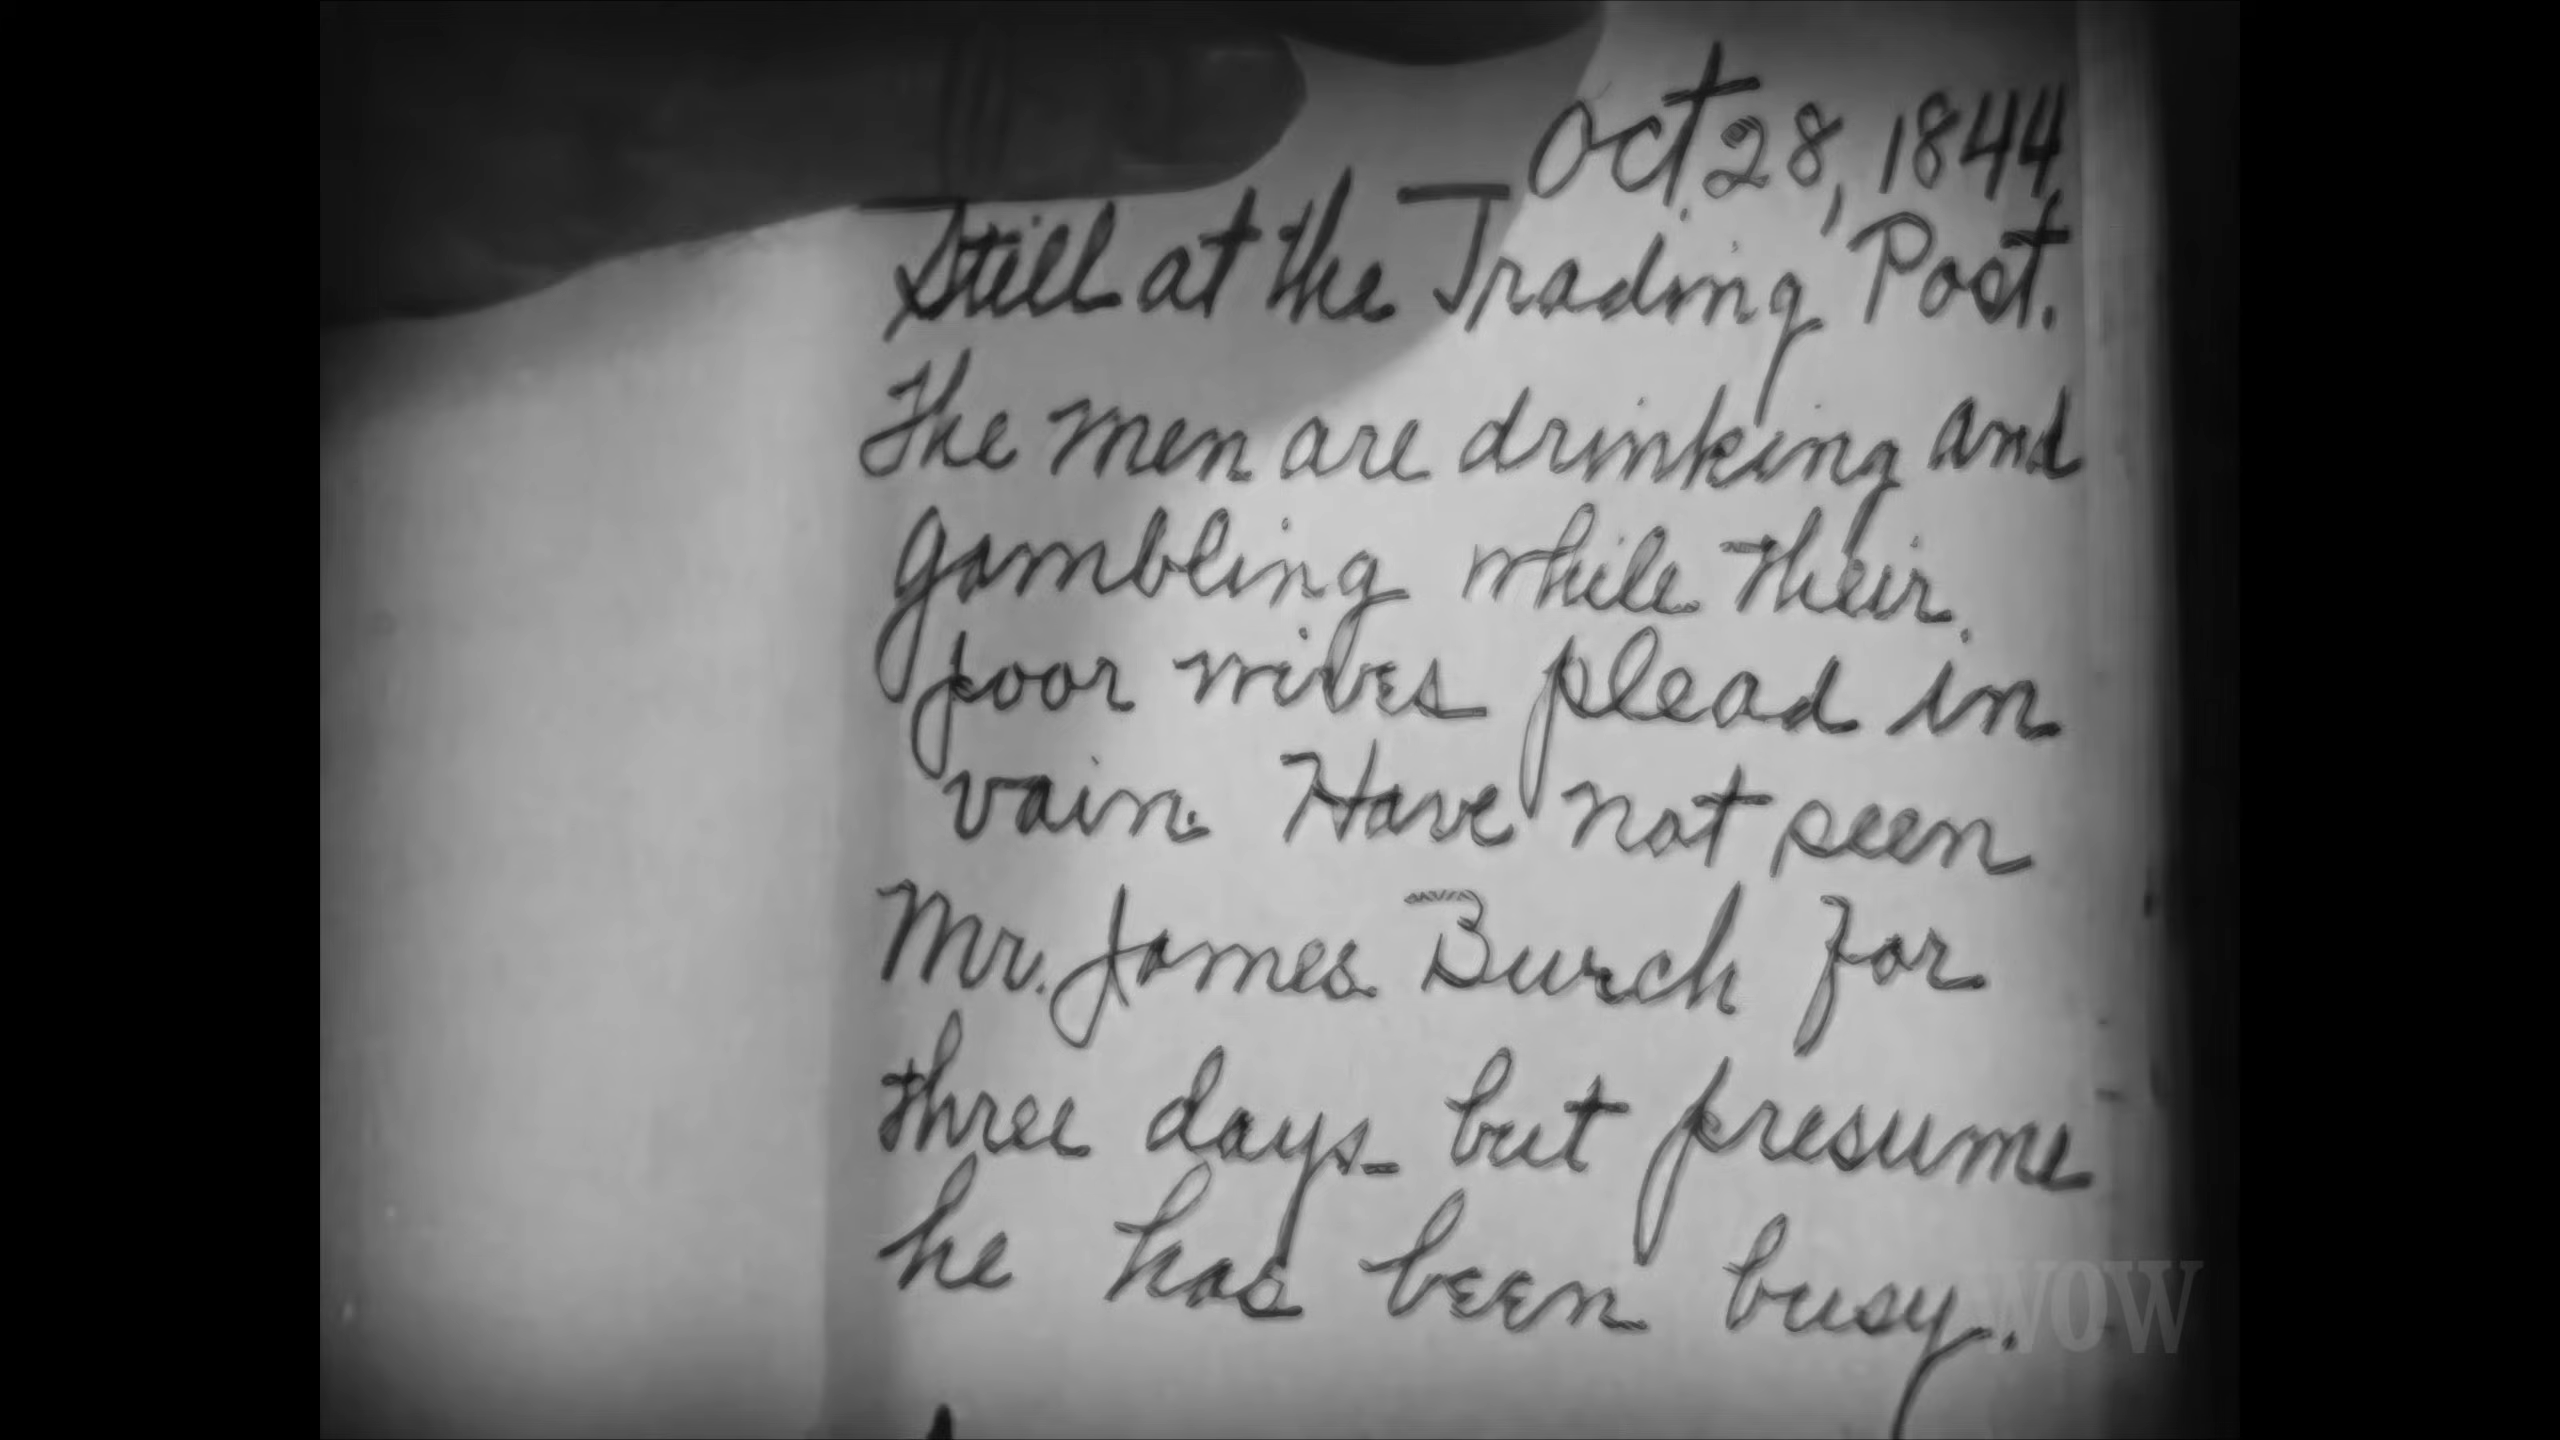 Oct. 28, 1844
Still at the Trading Post.
The men are drinking and
gambling while their
poor wives plead in
vain. Have not seen
Mr. James Burch for
three days - but presume
he has been busy.
WOW